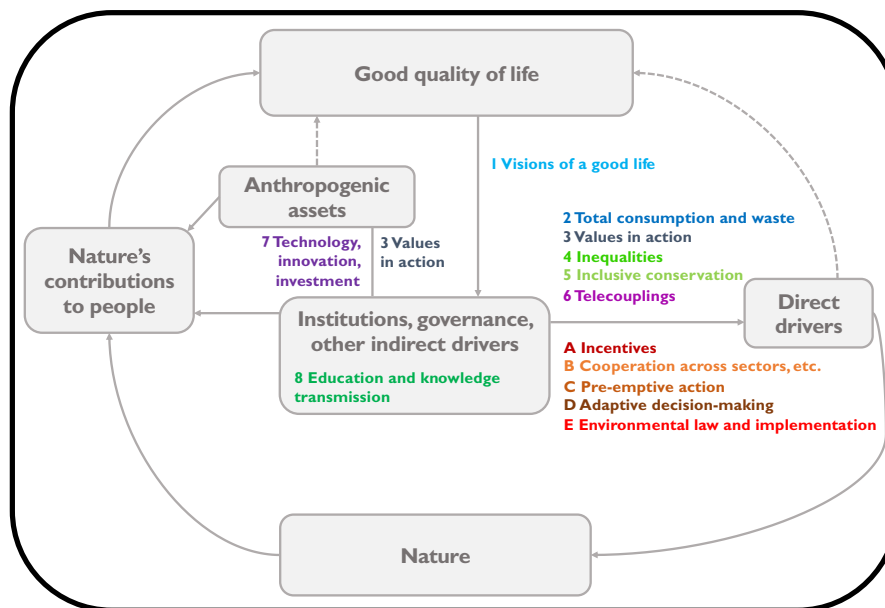 Good quality of life
1 Visions of a good life
Anthropogenic
assets
2 Total consumption and waste
3 Values in action
4 Inequalities
5 Inclusive conservation
6 Telecouplings
7 Technology,
innovation,
investment
3 Values
in action
Nature's
contributions
to people
Institutions, governance,
other indirect drivers
8 Education and knowledge
transmission
Direct
drivers
A Incentives
B Cooperation across sectors, etc.
C Pre-emptive action
D Adaptive decision-making
E Environmental law and implementation
Nature